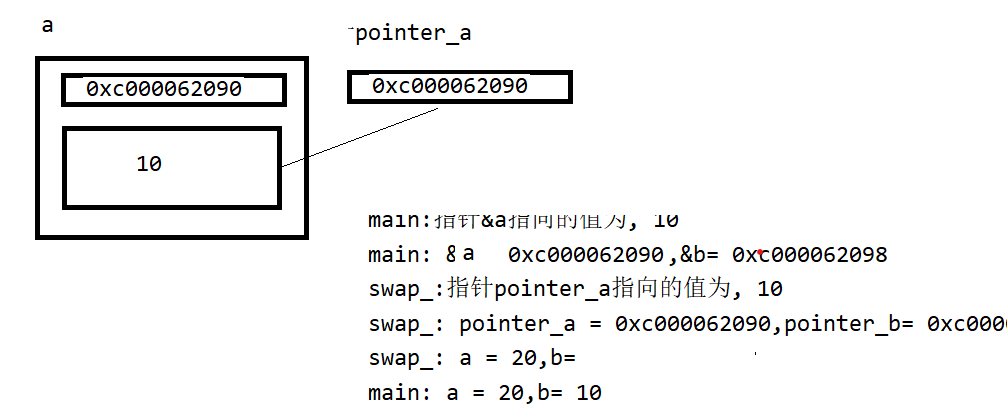 a
pointer_a
0xc000062090
0xc000062090
10
main:指针&a指向的值为, 10
main: &a 0xc000062090,&b= 0xc000062098
swap_:指针pointer_a指向的值为, 10
swap_: pointer_a = 0xc000062090,pointer_b= 0xc000
swap_: a = 20,b=
main: a = 20,b= 10